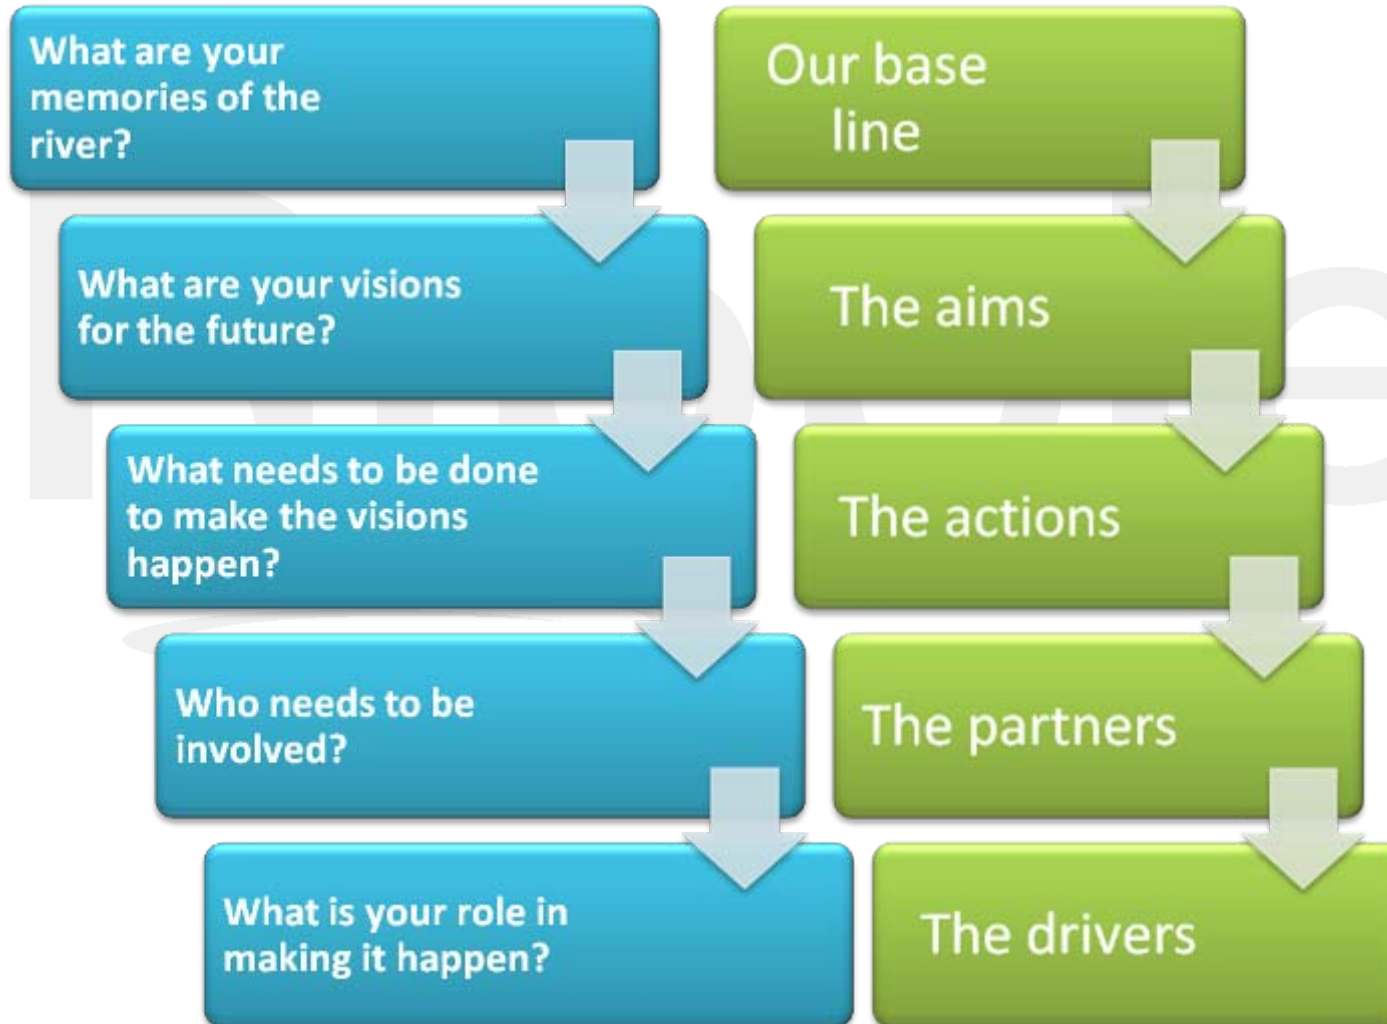 What are your
memories of the
river?
Our base
line
What are your visions
for the future?
The aims
What needs to be done
to make the visions
happen?
The actions
Who needs to be
involved?
The partners
What is your role in
making it happen?
The drivers